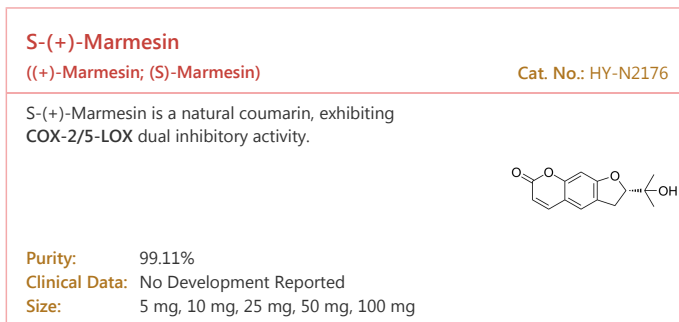 S-(+)-Marmesin
((+)-Marmesin; (S)-Marmesin) Cat. No.: HY-N2176
S-(+)-Marmesin is a natural coumarin, exhibiting
COX-2/5-LOX dual inhibitory activity.
O O O OH
Purity: 99.11%
Clinical Data: No Development Reported
Size: 5 mg, 10 mg, 25 mg, 50 mg, 100 mg